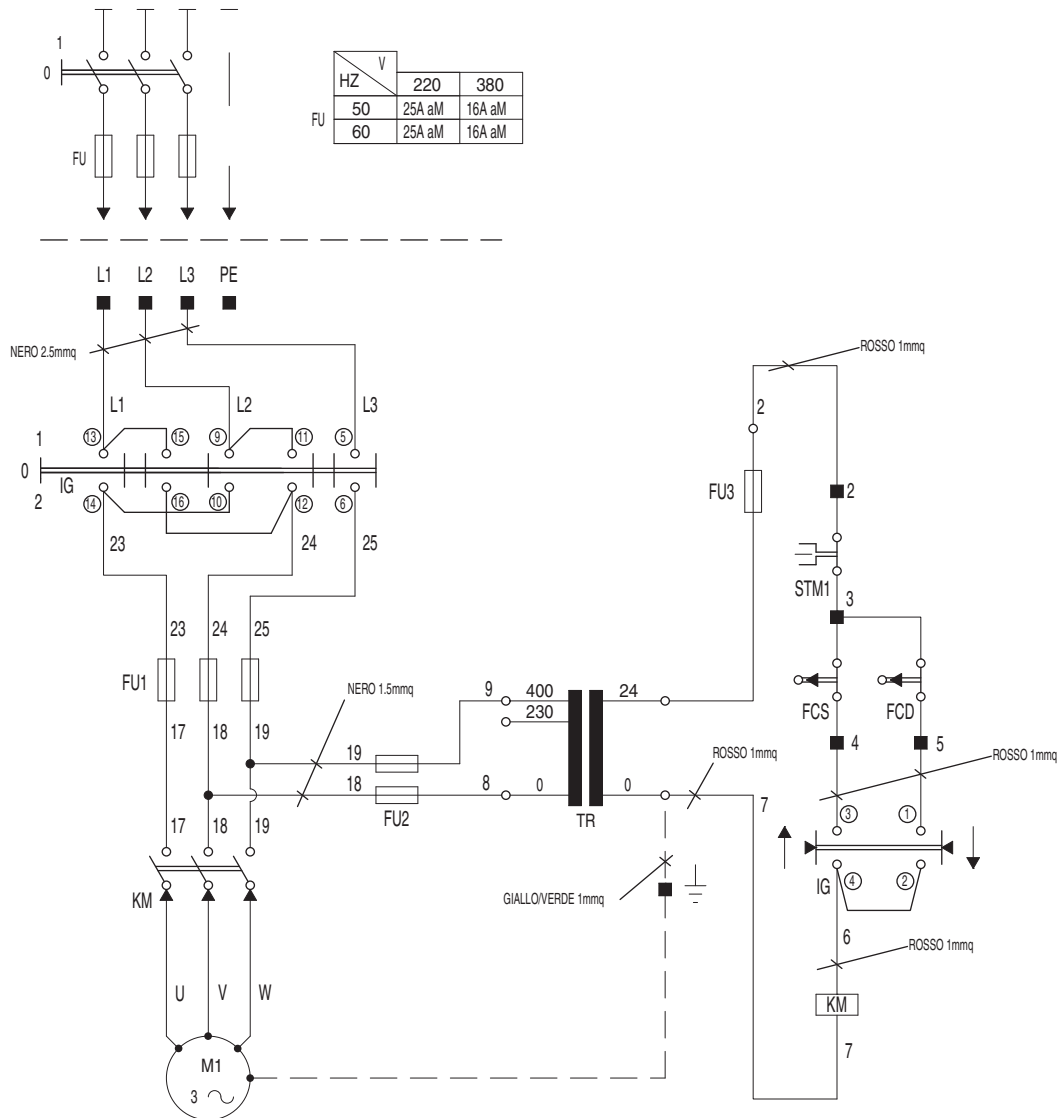 1
0
V
HZ
220
380
FU
50
25A aM
16A aM
60
25A aM
16A aM
FU
L1
L2
L3
PE
NERO 2.5mmq
ROSSO 1mmq
L1
L2
L3
2
1
13
15
9
11
5
0
IG
2
14
16
10
12
6
FU3
2
23
24
25
STM1
3
23
24
25
FU1
NERO 1.5mmq
9
400
24
230
FCS
FCD
17
18
19
19
4
5
ROSSO 1mmq
ROSSO 1mmq
18
8
0
0
7
FU2
TR
3
1
17
18
19
IG
4
2
KM
GIALLO/VERDE 1mmq
6
ROSSO 1mmq
U
V
W
KM
7
M1
3